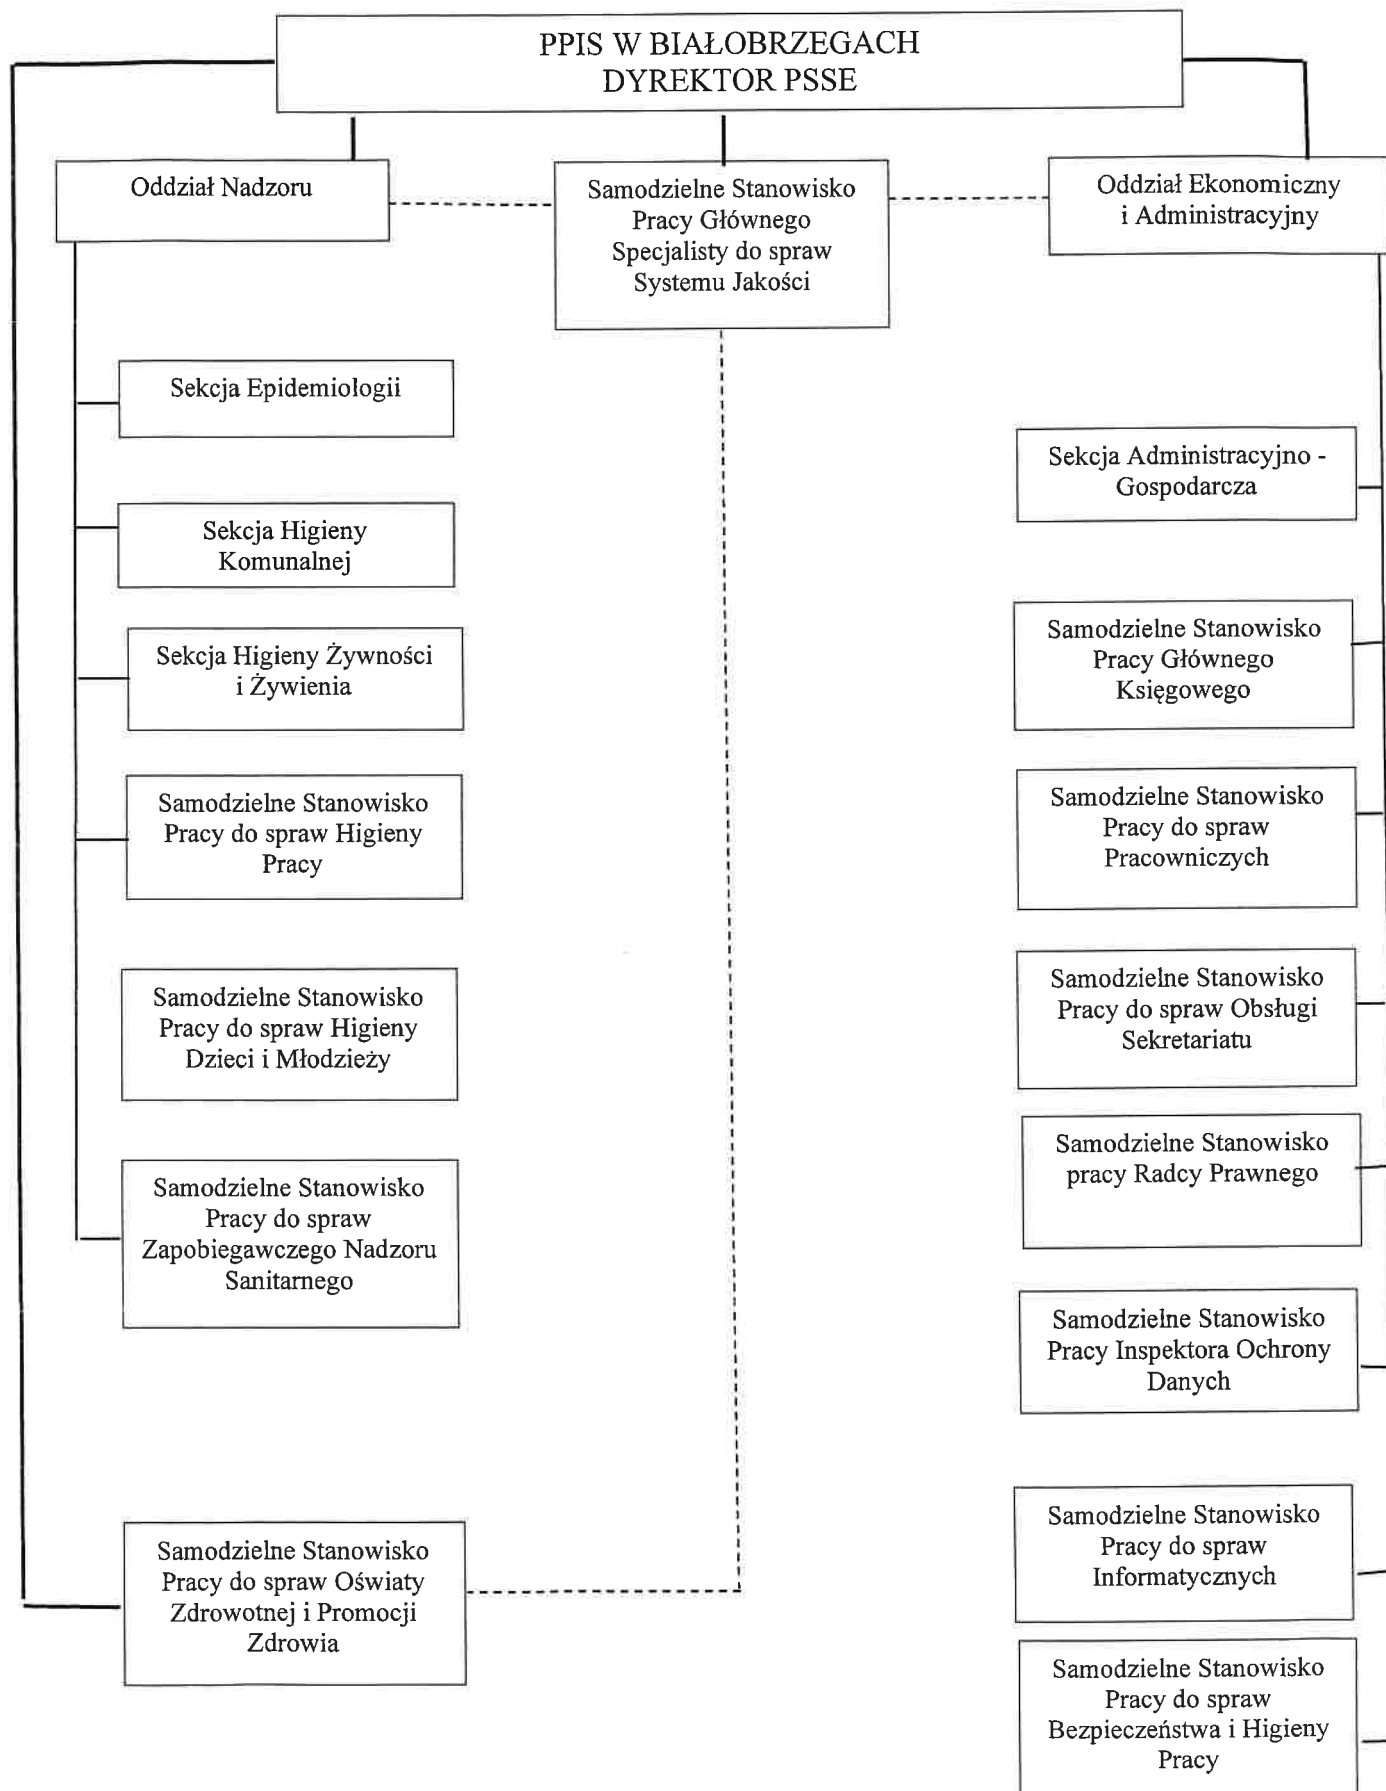 PPIS W BIAŁOBRZEGACH
DYREKTOR PSSE
Oddział Nadzoru
Samodzielne Stanowisko
Pracy Głównego
Specjalisty do spraw
Systemu Jakości
Oddział Ekonomiczny
i Administracyjny
Sekcja Epidemiologii
Sekcja Higieny
Komunalnej
Sekcja Higieny Żywności
i Żywienia
Samodzielne Stanowisko
Pracy do spraw Higieny
Pracy
Samodzielne Stanowisko
Pracy do spraw Higieny
Dzieci i Młodzieży
Samodzielne Stanowisko
Pracy do spraw
Zapobiegawczego Nadzoru
Sanitarnego
Samodzielne Stanowisko
Pracy do spraw Oświaty
Zdrowotnej i Promocji
Zdrowia
Sekcja Administracyjno -
Gospodarcza
Samodzielne Stanowisko
Pracy Głównego
Księgowego
Samodzielne Stanowisko
Pracy do spraw
Pracowniczych
Samodzielne Stanowisko
Pracy do spraw Obsługi
Sekretariatu
Samodzielne Stanowisko
pracy Radcy Prawnego
Samodzielne Stanowisko
Pracy Inspektora Ochrony
Danych
Samodzielne Stanowisko
Pracy do spraw
Informatycznych
Samodzielne Stanowisko
Pracy do spraw
Bezpieczeństwa i Higieny
Pracy